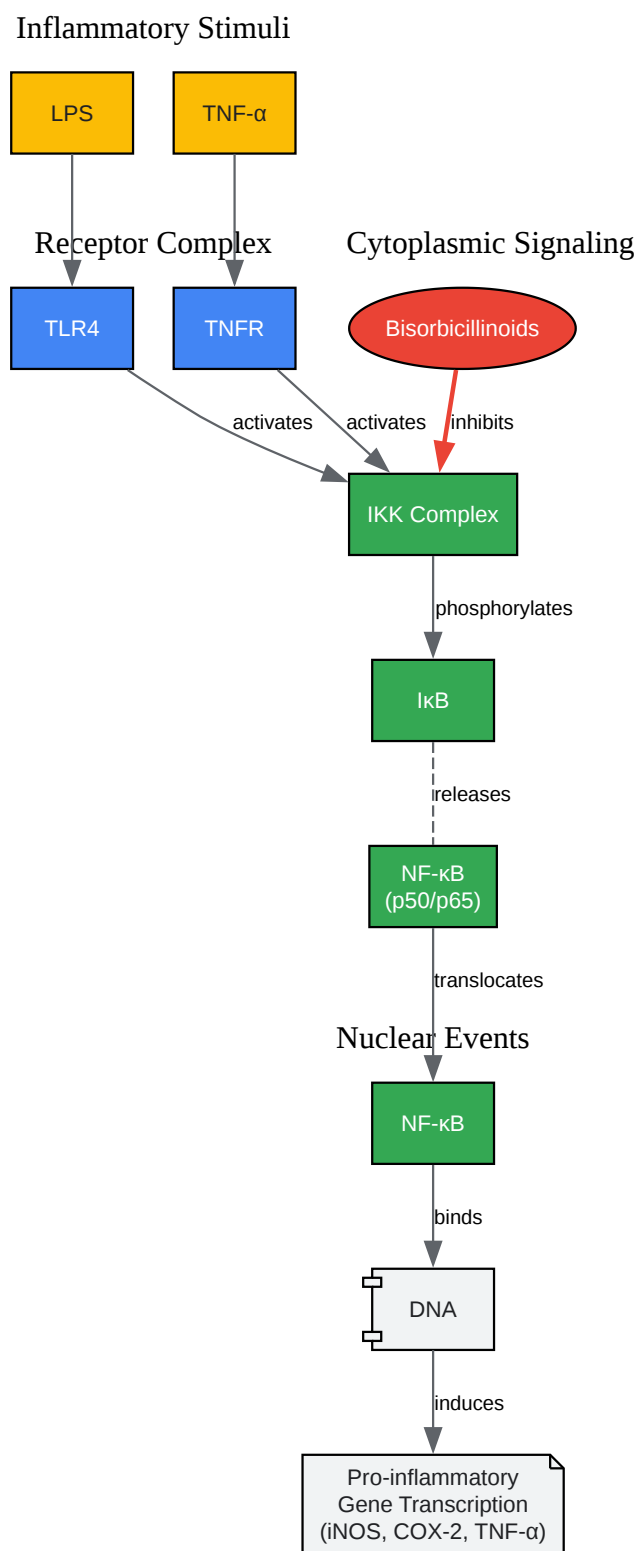 Inflammatory Stimuli
LPS
TNF-α
Receptor Complex
Cytoplasmic Signaling
TLR4
TNFR
Bisorbicillinoids
activates
activates
inhibits
IKK Complex
phosphorylates
IκB
releases
NF-κB
(p50/p65)
translocates
Nuclear Events
NF-κB
binds
DNA
induces
Pro-inflammatory
Gene Transcription
(iNOS, COX-2, TNF-α)